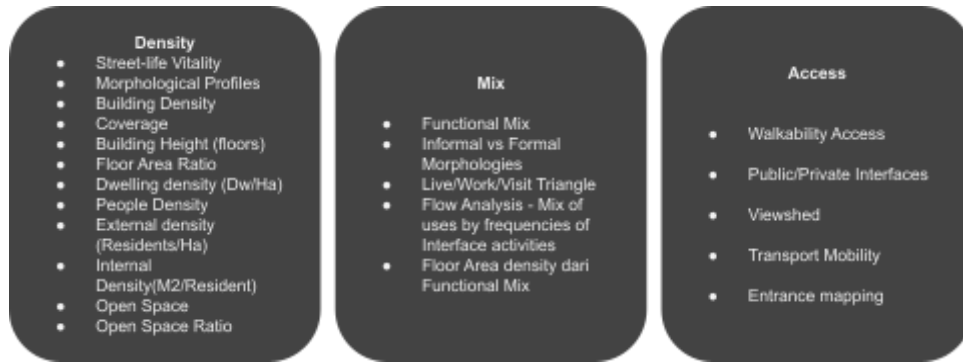 Density
● Street-life Vitality
● Morphological Profiles
● Building Density
● Coverage
● Building Height (floors)
● Floor Area Ratio
● Dwelling density (Dw/Ha)
● People Density
● External density
(Residents/Ha)
● Internal
Density(M2/Resident)
● Open Space
● Open Space Ratio
Mix
● Functional Mix
● Informal vs Formal
Morphologies
● Live/Work/Visit Triangle
● Flow Analysis - Mix of
uses by frequencies of
Interface activities
● Floor Area density dari
Functional Mix
Access
● Walkability Access
● Public/Private Interfaces
● Viewshed
● Transport Mobility
● Entrance mapping